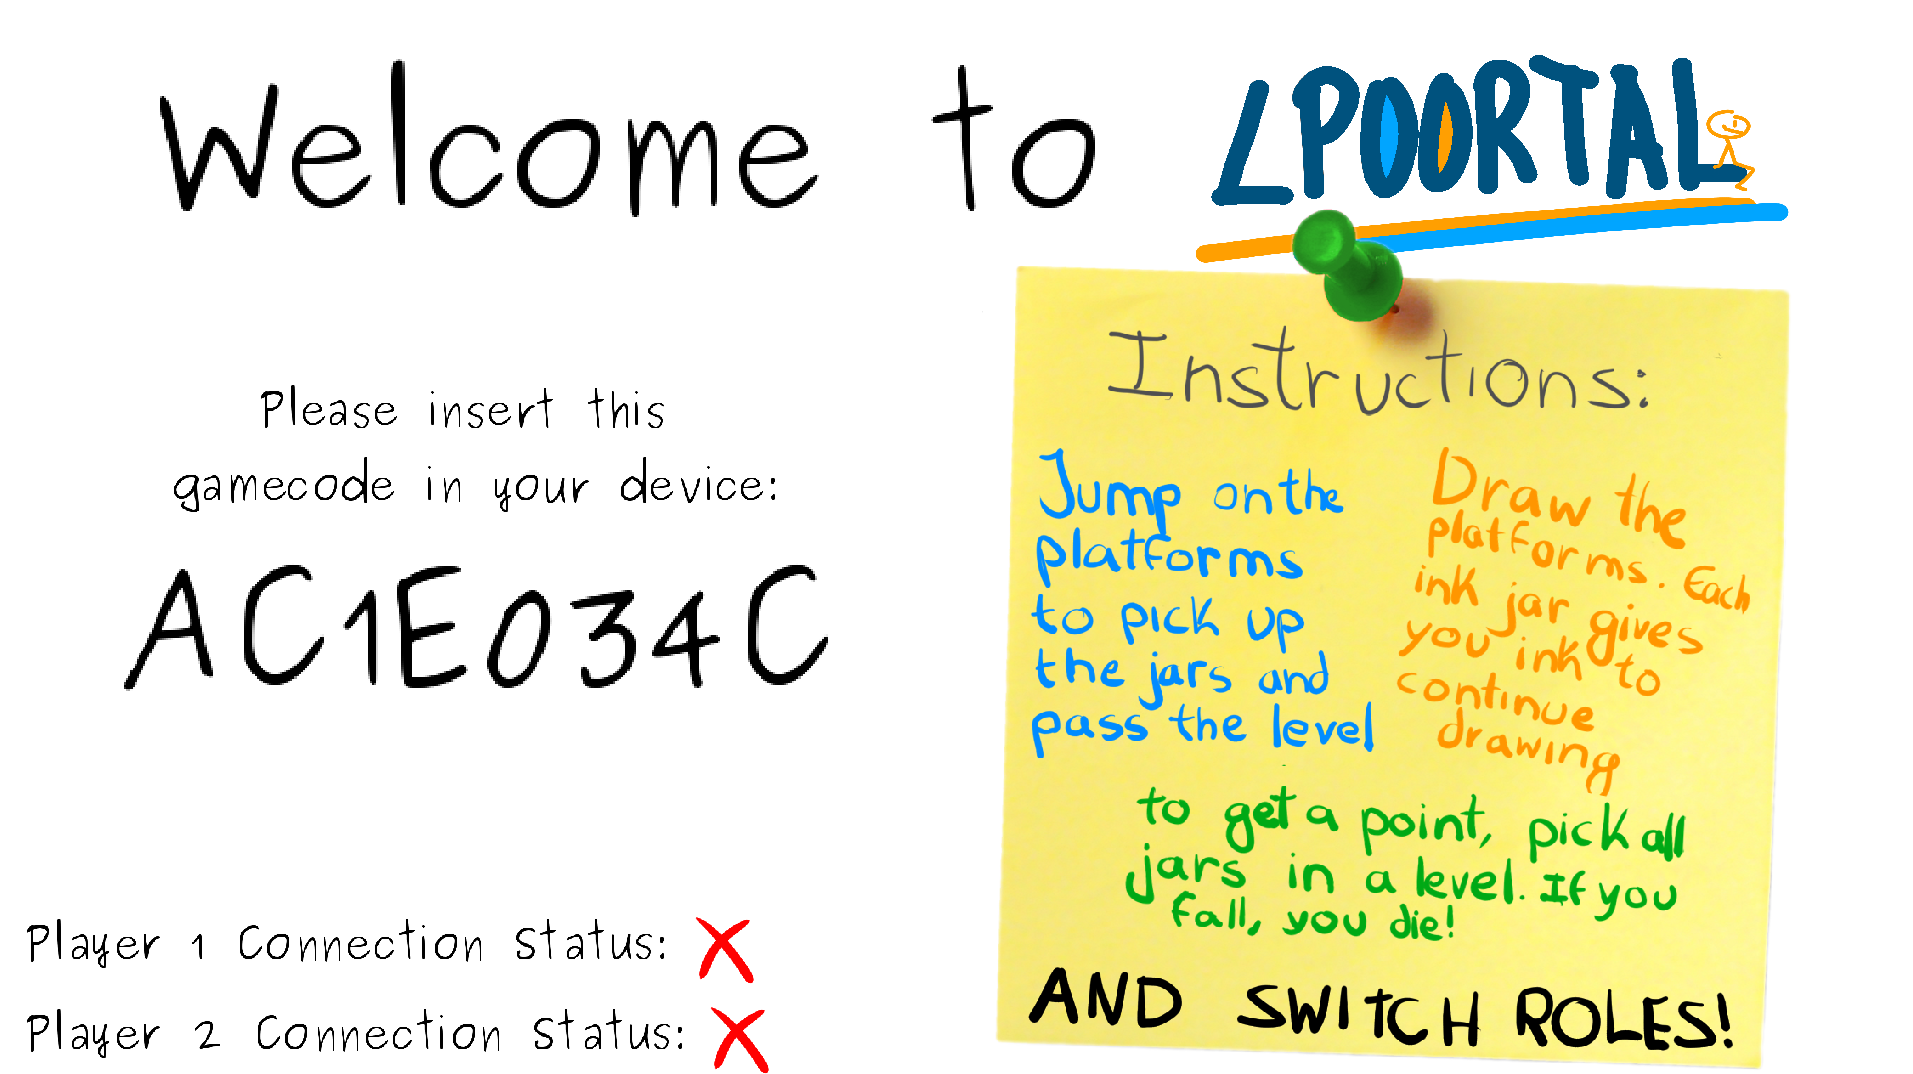 Welcome to LPOORTAL
Please insert this
gamecode in your device:
AC1E034C
Player 1 Connection Status:
Player 2 Connection Status:
Instructions:
Jump on the
platforms
to pick up
the jars and
pass the level
Draw the
platforms. Each
ink jar gives
you ink to
continue
drawing
to get a point, pick all
jars in a level. If you
fall, you die!
AND SWITCH ROLES!